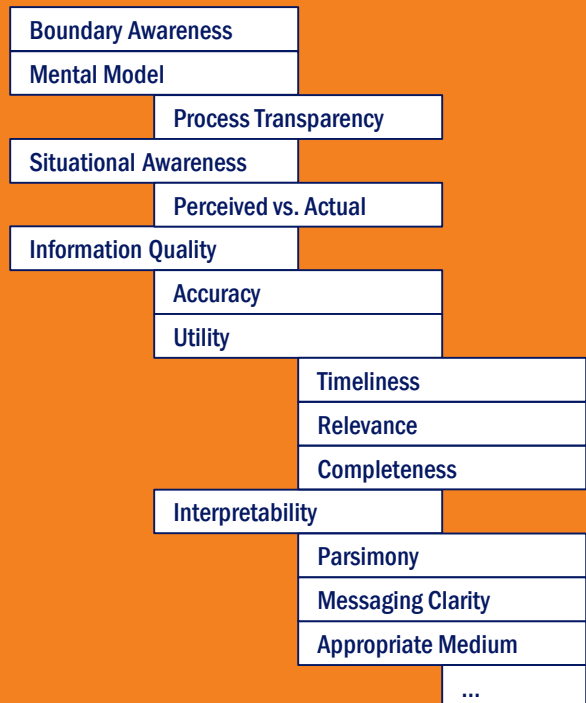 Boundary Awareness
Mental Model
Process Transparency
Situational Awareness
Perceived vs. Actual
Information Quality
Accuracy
Utility
Timeliness
Relevance
Completeness
Interpretability
Parsimony
Messaging Clarity
Appropriate Medium
...